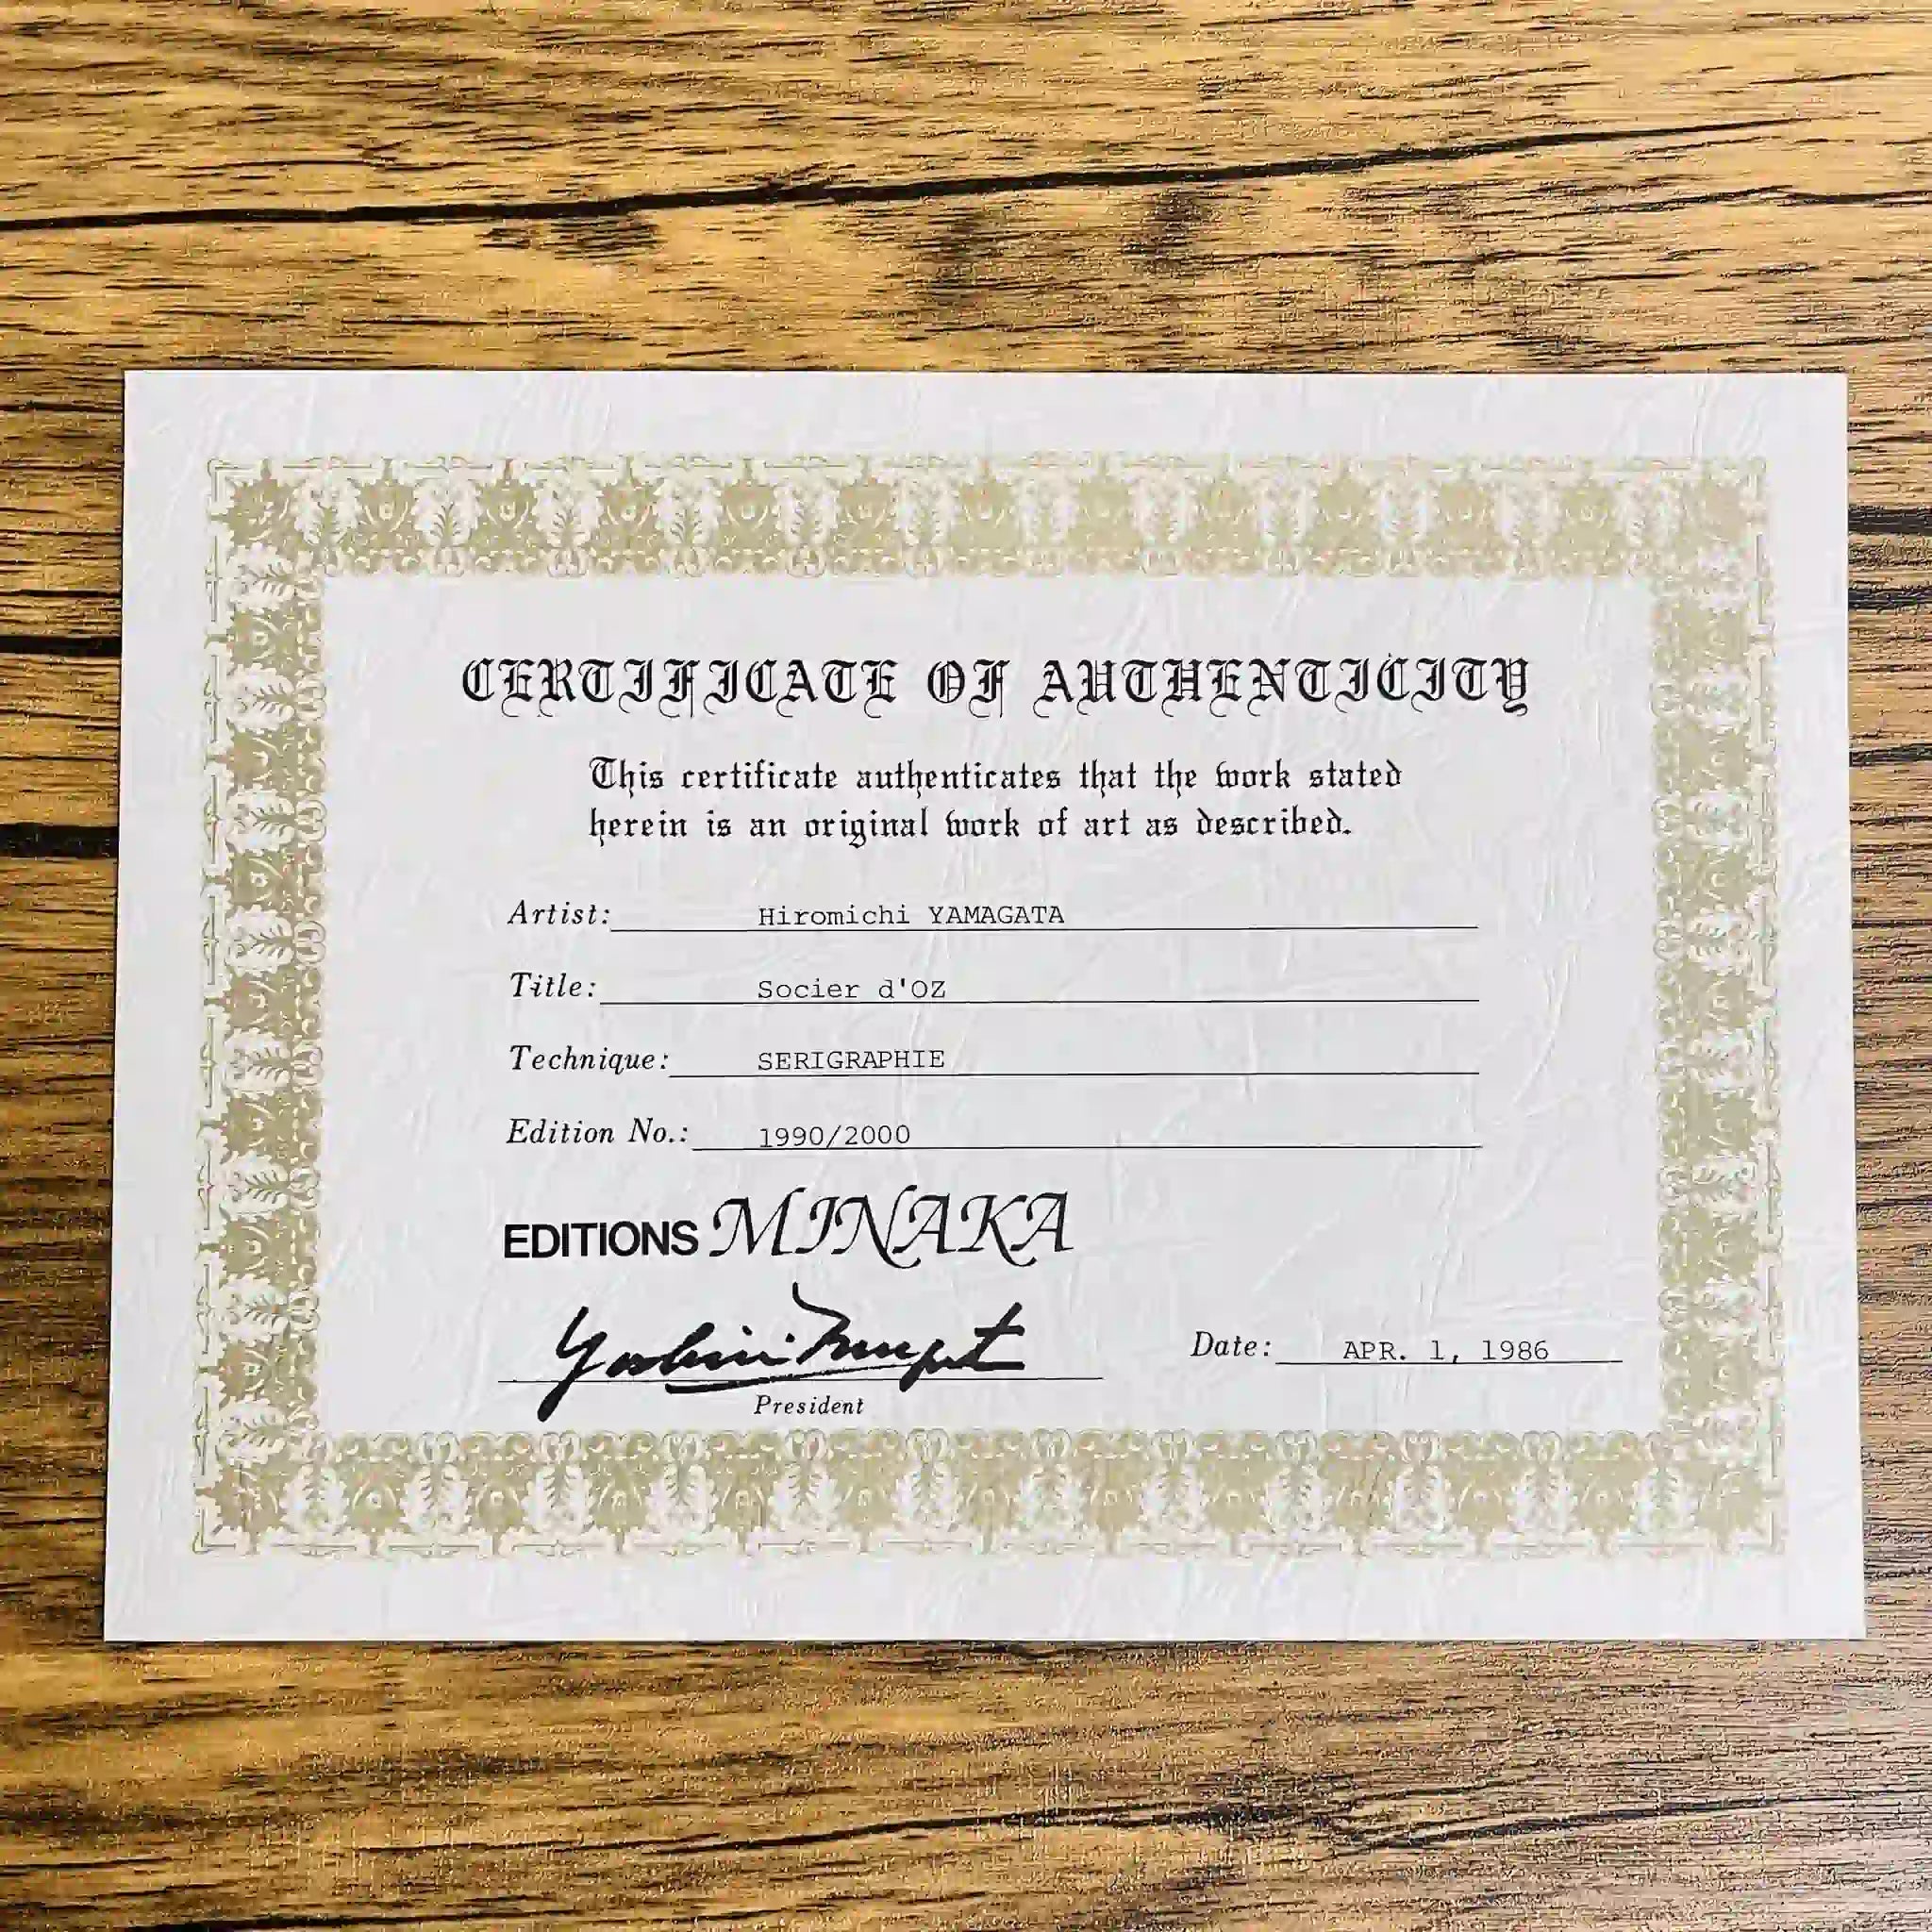 CERTIFICATE OF AUTHENTICITY
This certificate authenticates that the work stated
herein is an original work of art as described.
Artist: Hiromichi YAMAGATA
Title: Socier d'OZ
Technique: SERIGRAPHIE
Edition No.: 1990/2000
EDITIONS MINAKA
Date: APR. 1, 1986
President